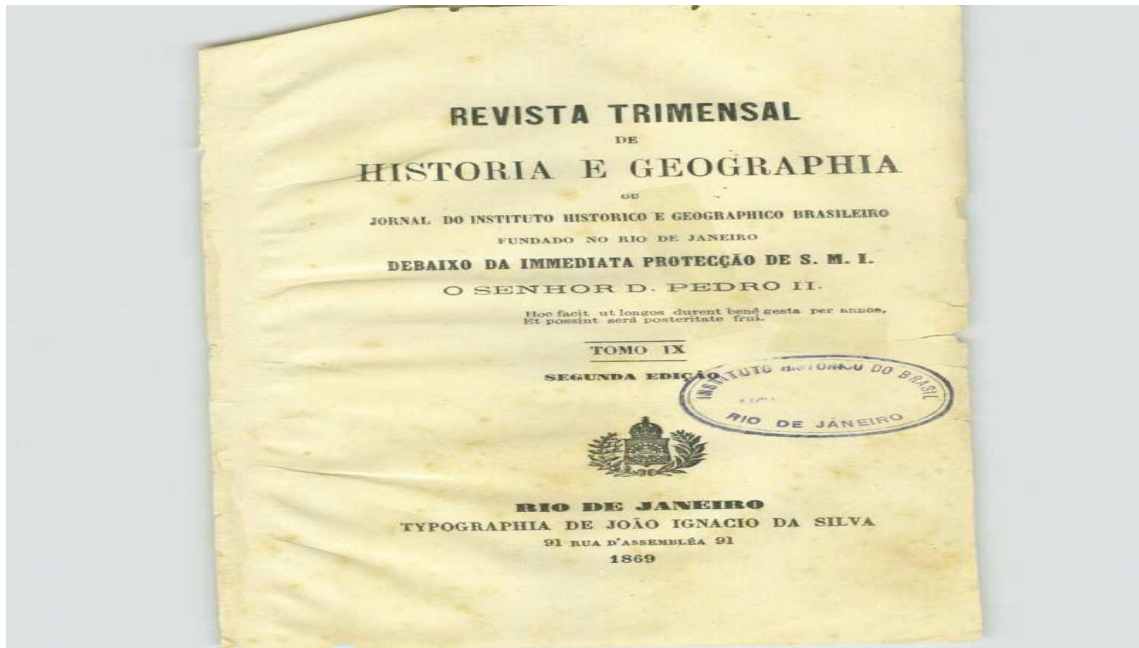 REVISTA TRIMENSAL
DE
HISTORIA E GEOGRAPHIA
OU
JORNAL DO INSTITUTO HISTORICO E GEOGRAPHICO BRASILEIRO
FUNDADO NO RIO DE JANEIRO
DEBAIXO DA IMMEDIATA PROTECÇÃO DE S. M. I.
O SENHOR D. PEDRO II.
Hoc facit ut longos durent benè gesta per annos,
Et possint serâ posteritate frui.
TOMO IX
SEGUNDA EDIÇÃO
INSTITUTO HISTORICO DO BRASIL
RIO DE JANEIRO
RIO DE JANEIRO
TYPOGRAPHIA DE JOÃO IGNACIO DA SILVA
91 RUA D'ASSEMBLÉA 91
1869